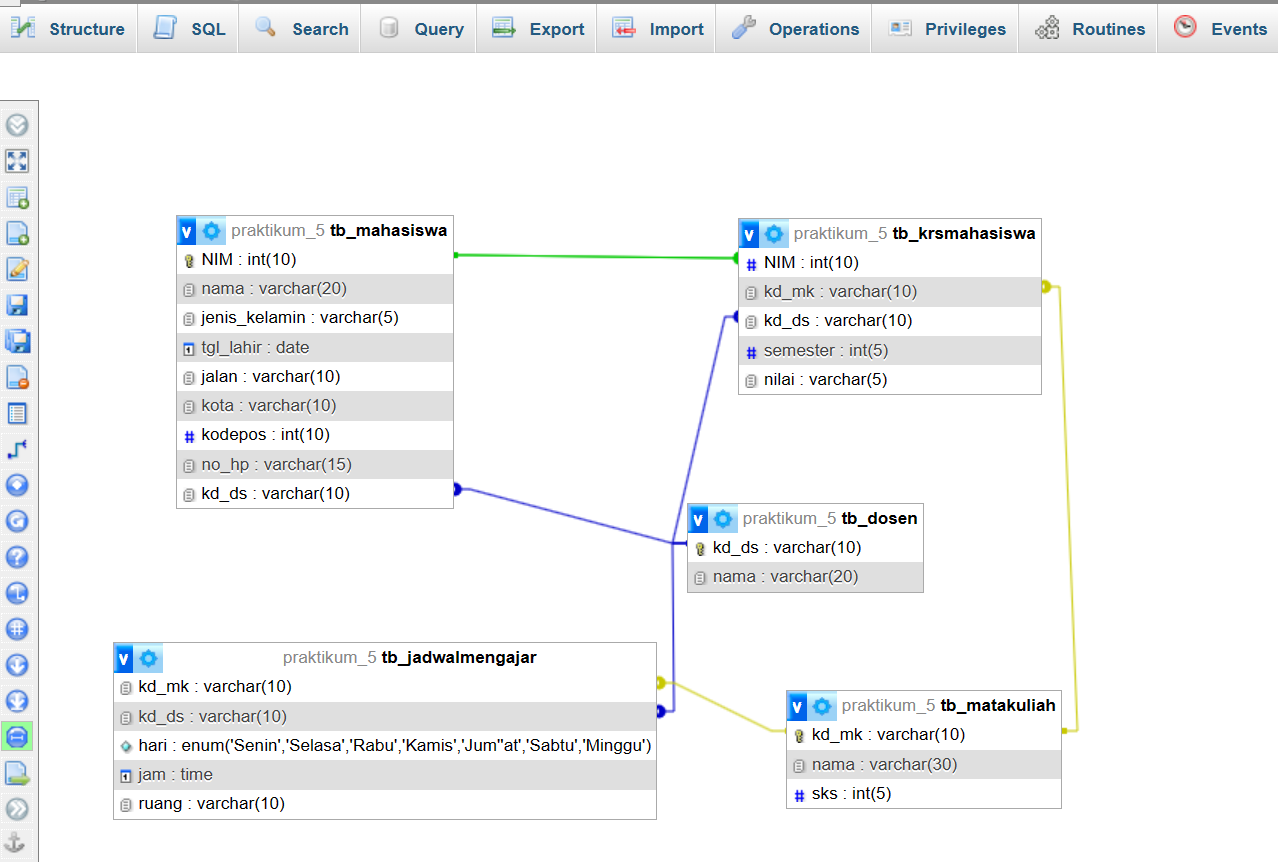 Structure SQL Search Query Export Import Operations Privileges Routines Events
praktikum_5 tb_mahasiswa
NIM : int(10)
nama : varchar(20)
jenis_kelamin : varchar(5)
tgl_lahir : date
jalan : varchar(10)
kota : varchar(10)
kodepos : int(10)
no_hp : varchar(15)
kd_ds : varchar(10)
praktikum_5 tb_krsmahasiswa
NIM : int(10)
kd_mk : varchar(10)
kd_ds : varchar(10)
semester : int(5)
nilai : varchar(5)
praktikum_5 tb_dosen
kd_ds : varchar(10)
nama : varchar(20)
praktikum_5 tb_jadwalmengajar
kd_mk : varchar(10)
kd_ds : varchar(10)
hari : enum('Senin','Selasa','Rabu','Kamis','Jum''at','Sabtu','Minggu')
jam : time
ruang : varchar(10)
praktikum_5 tb_matakuliah
kd_mk : varchar(10)
nama : varchar(30)
sks : int(5)